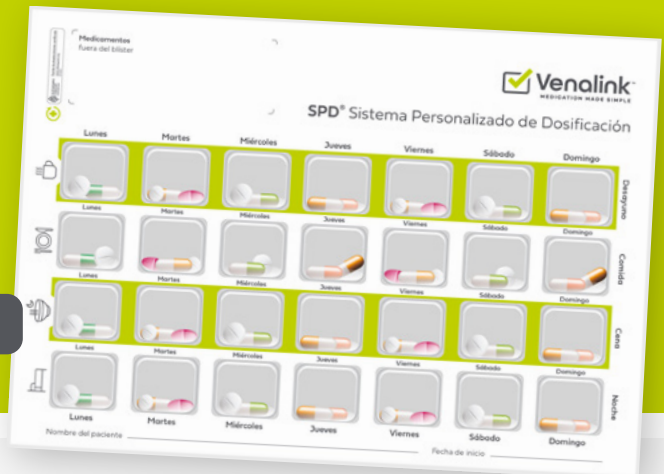 Medicamentos
fuera del blíster
Venalink
MEDICATION MADE SIMPLE
SPD® Sistema Personalizado de Dosificación
Lunes Martes Miércoles Jueves Viernes Sábado Domingo
Desayuno
Lunes Martes Miércoles Jueves Viernes Sábado Domingo
Comida
Lunes Martes Miércoles Jueves Viernes Sábado Domingo
Cena
Lunes Martes Miércoles Jueves Viernes Sábado Domingo
Noche
Lunes Martes Miércoles Jueves Viernes Sábado Domingo
Nombre del paciente
Fecha de inicio